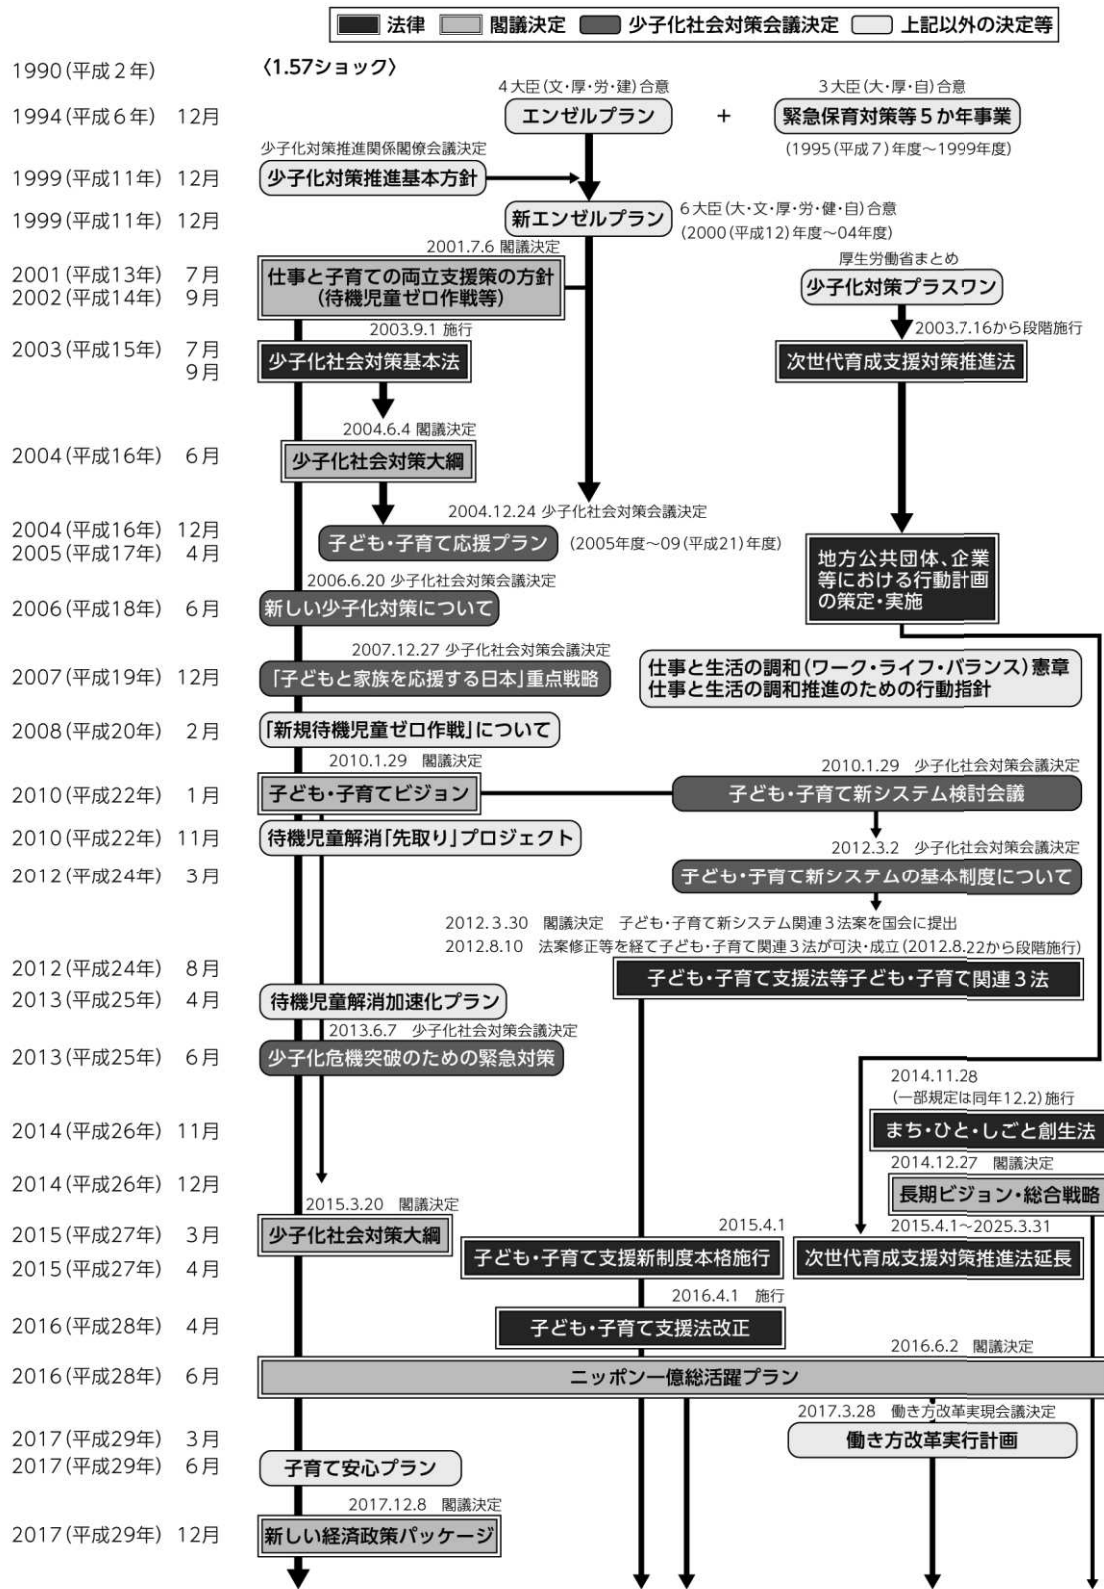 法律 閣議決定 少子化社会対策会議決定 上記以外の決定等
1990(平成2年) 〈1.57ショック〉
4大臣(文・厚・労・建)合意 3大臣(大・厚・自)合意
1994(平成6年) 12月 エンゼルプラン + 緊急保育対策等5か年事業
(1995(平成7)年度～1999年度)
少子化対策推進関係閣僚会議決定
1999(平成11年) 12月 少子化対策推進基本方針
1999(平成11年) 12月 新エンゼルプラン 6大臣(大・文・厚・労・健・自)合意
(2000(平成12)年度～04年度)
2001.7.6 閣議決定
2001(平成13年) 7月 仕事と子育ての両立支援策の方針
2002(平成14年) 9月 (待機児童ゼロ作戦等)
厚生労働省まとめ
少子化対策プラスワン
2003.9.1 施行 2003.7.16から段階施行
2003(平成15年) 7月 少子化社会対策基本法 次世代育成支援対策推進法
9月
2004.6.4 閣議決定
2004(平成16年) 6月 少子化社会対策大綱
2004.12.24 少子化社会対策会議決定
2004(平成16年) 12月
2005(平成17年) 4月 子ども・子育て応援プラン (2005年度～09(平成21)年度)
地方公共団体、企業
等における行動計画
の策定・実施
2006.6.20 少子化社会対策会議決定
2006(平成18年) 6月 新しい少子化対策について
2007.12.27 少子化社会対策会議決定
2007(平成19年) 12月 「子どもと家族を応援する日本」重点戦略
仕事と生活の調和(ワーク・ライフ・バランス)憲章
仕事と生活の調和推進のための行動指針
2008(平成20年) 2月 「新規待機児童ゼロ作戦」について
2010.1.29 閣議決定 2010.1.29 少子化社会対策会議決定
2010(平成22年) 1月 子ども・子育てビジョン 子ども・子育て新システム検討会議
2010(平成22年) 11月 待機児童解消「先取り」プロジェクト
2012.3.2 少子化社会対策会議決定
2012(平成24年) 3月 子ども・子育て新システムの基本制度について
2012.3.30 閣議決定 子ども・子育て新システム関連3法案を国会に提出
2012.8.10 法案修正等を経て子ども・子育て関連3法が可決・成立(2012.8.22から段階施行)
2012(平成24年) 8月 子ども・子育て支援法等子ども・子育て関連3法
2013(平成25年) 4月 待機児童解消加速化プラン
2013.6.7 少子化社会対策会議決定
2013(平成25年) 6月 少子化危機突破のための緊急対策
2014.11.28
(一部規定は同年12.2)施行
2014(平成26年) 11月 まち・ひと・しごと創生法
2014.12.27 閣議決定
2014(平成26年) 12月 長期ビジョン・総合戦略
2015.3.20 閣議決定
2015(平成27年) 3月 少子化社会対策大綱
2015.4.1 2015.4.1～2025.3.31
2015(平成27年) 4月 子ども・子育て支援新制度本格施行 次世代育成支援対策推進法延長
2016.4.1 施行
2016(平成28年) 4月 子ども・子育て支援法改正
2016.6.2 閣議決定
2016(平成28年) 6月 ニッポン一億総活躍プラン
2017.3.28 働き方改革実現会議決定
2017(平成29年) 3月 働き方改革実行計画
2017(平成29年) 6月 子育て安心プラン
2017.12.8 閣議決定
2017(平成29年) 12月 新しい経済政策パッケージ